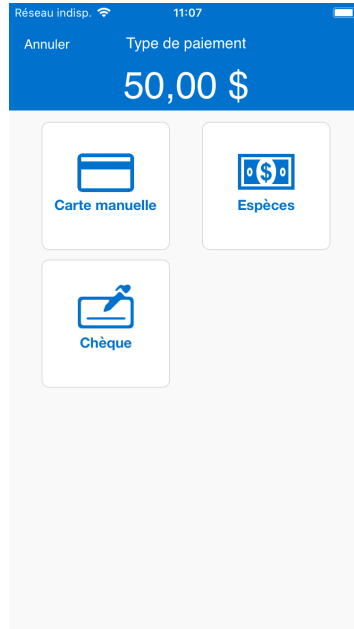 Réseau indisp. 11:07
Annuler Type de paiement
50,00 $
Carte manuelle Espèces
Chèque